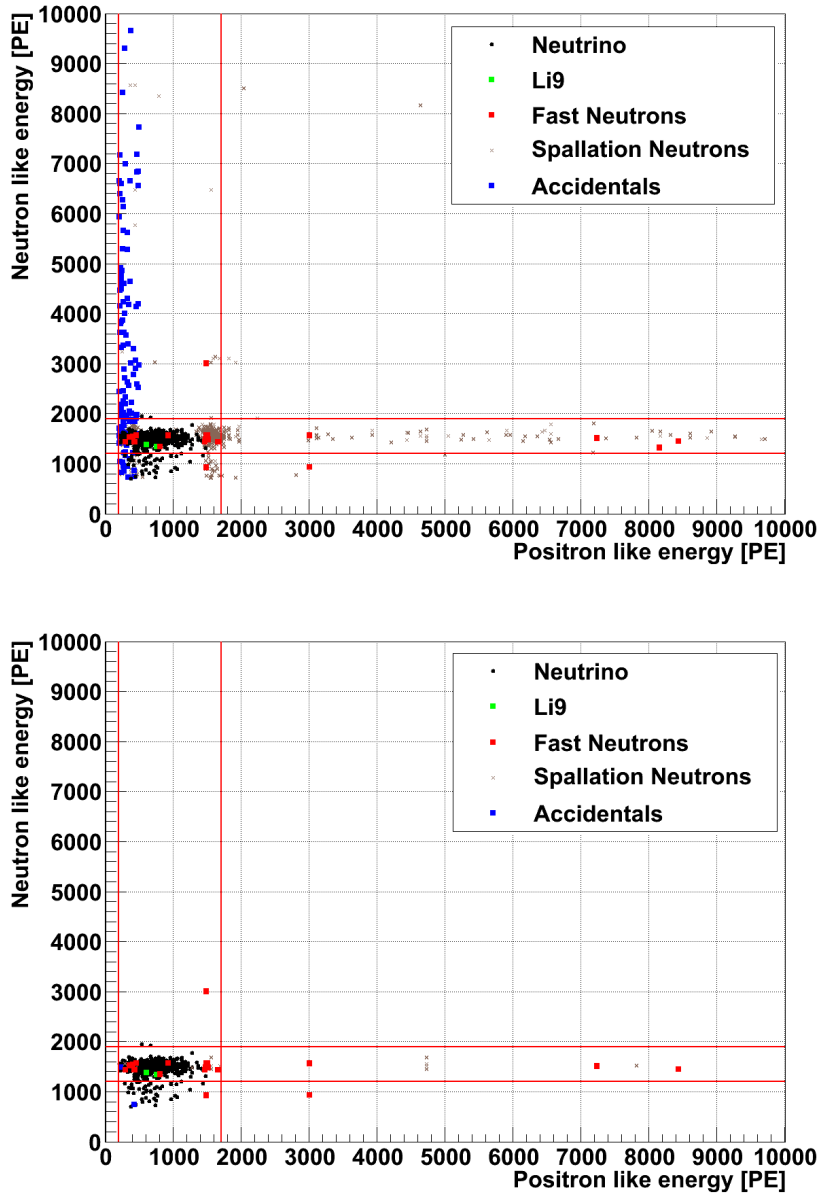 Neutron like energy [PE]
10000
9000
8000
7000
6000
5000
4000
3000
2000
1000
0
Neutrino
Li9
Fast Neutrons
Spallation Neutrons
Accidentals
0 1000 2000 3000 4000 5000 6000 7000 8000 9000 10000
Positron like energy [PE]
Neutron like energy [PE]
10000
9000
8000
7000
6000
5000
4000
3000
2000
1000
0
Neutrino
Li9
Fast Neutrons
Spallation Neutrons
Accidentals
0 1000 2000 3000 4000 5000 6000 7000 8000 9000 10000
Positron like energy [PE]